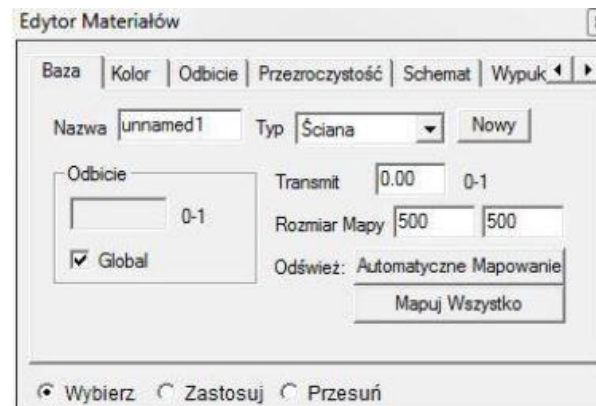 Edytor Materiałów
Baza Kolor Odbicie Przezroczystość Schemat Wypuk
Nazwa unnamed1 Typ Ściana Nowy
Odbicie
Transmit 0.00 0-1
0-1
Rozmiar Mapy 500 500
Global
Odśwież: Automatyczne Mapowanie
Mapuj Wszystko
Wybierz Zastosuj Przesuń